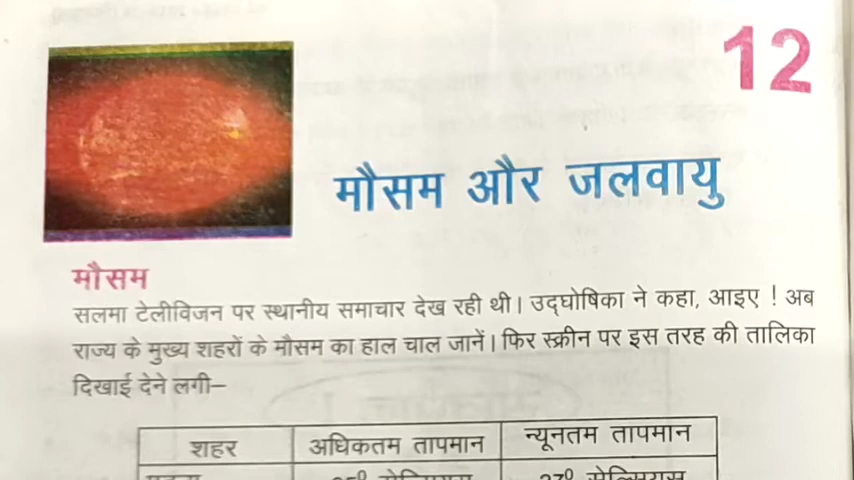 12
मौसम और जलवायु
मौसम
सलमा टेलीविजन पर स्थानीय समाचार देख रही थी। उद्घोषिका ने कहा, आइए ! अब
राज्य के मुख्य शहरों के मौसम का हाल चाल जानें। फिर स्क्रीन पर इस तरह की तालिका
दिखाई देने लगी–
शहर अधिकतम तापमान न्यूनतम तापमान